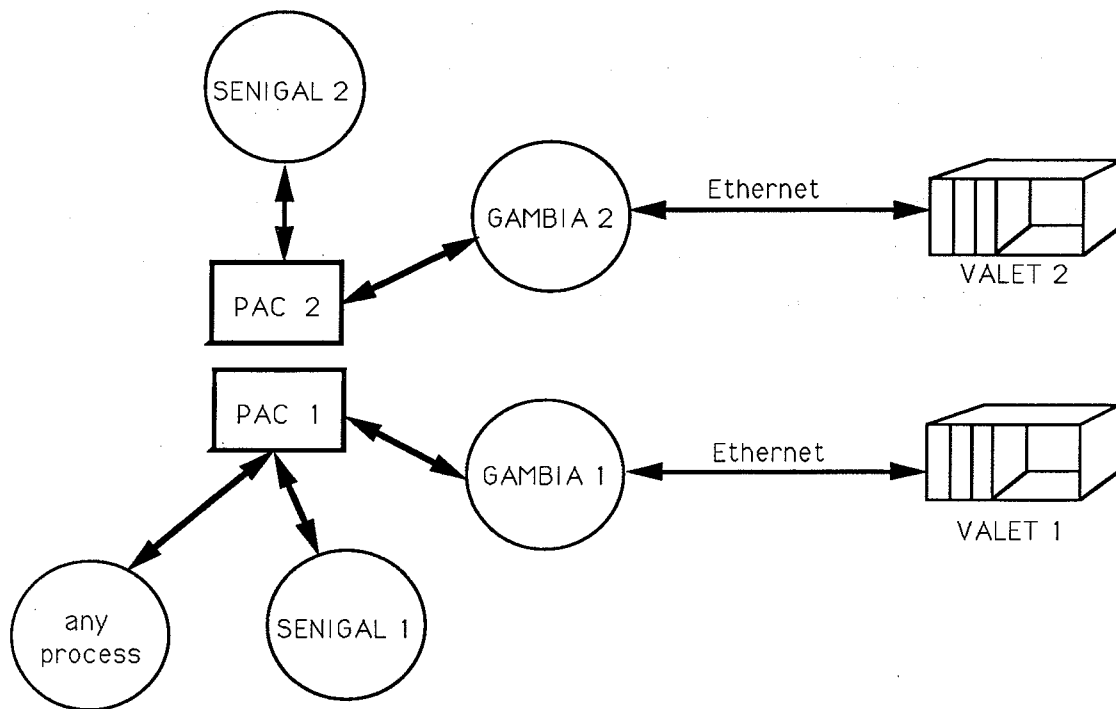 SENIGAL 2
Ethernet
GAMBIA 2
VALET 2
PAC 2
PAC 1
Ethernet
GAMBIA 1
VALET 1
any
process
SENIGAL 1